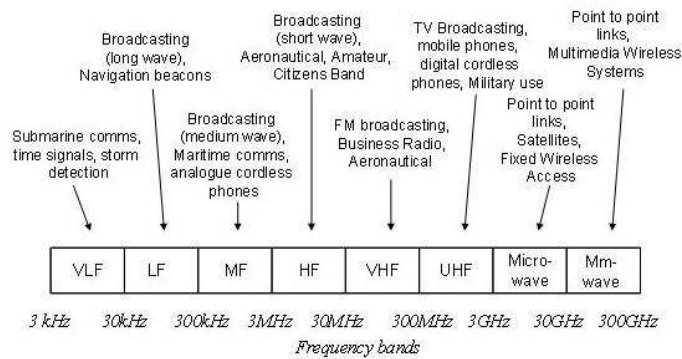 Submarine comms,
time signals, storm
detection
Broadcasting
(long wave),
Navigation beacons
Broadcasting
(medium wave),
Maritime comms,
analogue cordless
phones
Broadcasting
(short wave),
Aeronautical, Amateur,
Citizens Band
FM broadcasting,
Business Radio,
Aeronautical
TV Broadcasting,
mobile phones,
digital cordless
phones, Military use
Point to point
links,
Satellites,
Fixed Wireless
Access
Point to point
links,
Multimedia Wireless
Systems
VLF
LF
MF
HF
VHF
UHF
Micro-
wave
Mm-
wave
3 kHz 30kHz 300kHz 3MHz 30MHz 300MHz 3GHz 30GHz 300GHz
Frequency bands